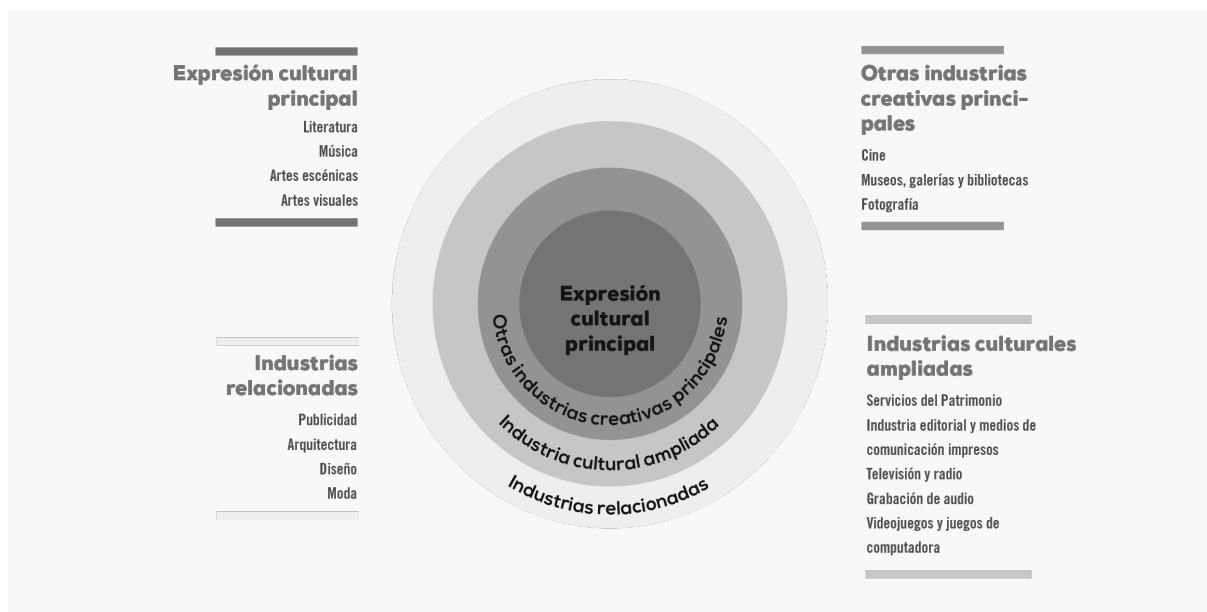 Expresión cultural
principal
Literatura
Música
Artes escénicas
Artes visuales
Industrias
relacionadas
Publicidad
Arquitectura
Diseño
Moda
Expresión
cultural
principal
Otras industrias creativas principales
Industria cultural ampliada
Industrias relacionadas
Otras industrias
creativas princi-
pales
Cine
Museos, galerías y bibliotecas
Fotografía
Industrias culturales
ampliadas
Servicios del Patrimonio
Industria editorial y medios de
comunicación impresos
Televisión y radio
Grabación de audio
Videojuegos y juegos de
computadora